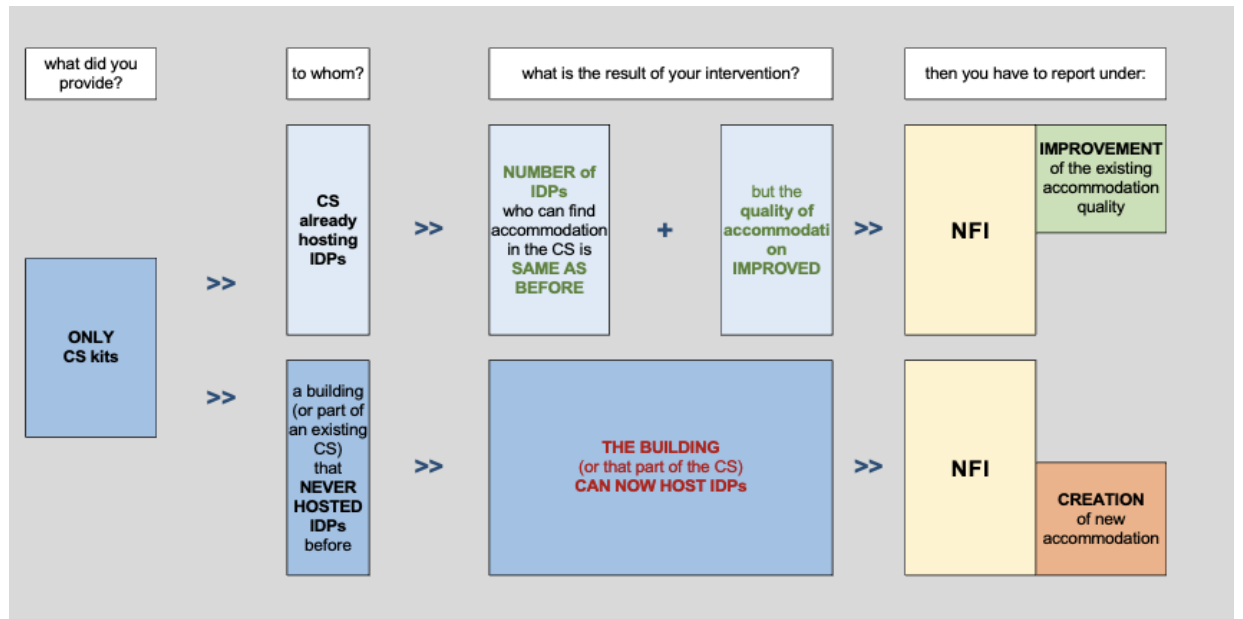 what did you
provide?
to whom?
what is the result of your intervention?
then you have to report under:
ONLY
CS kits
>>
>>
CS
already
hosting
IDPs
>>
NUMBER of
IDPs
who can find
accommodation
in the CS is
SAME AS
BEFORE
+
but the
quality of
accommodati
on
IMPROVED
>>
NFI
IMPROVEMENT
of the existing
accommodation
quality
a building
(or part of
an existing
CS)
that
NEVER
HOSTED
IDPs
before
>>
THE BUILDING
(or that part of the CS)
CAN NOW HOST IDPs
>>
NFI
CREATION
of new
accommodation